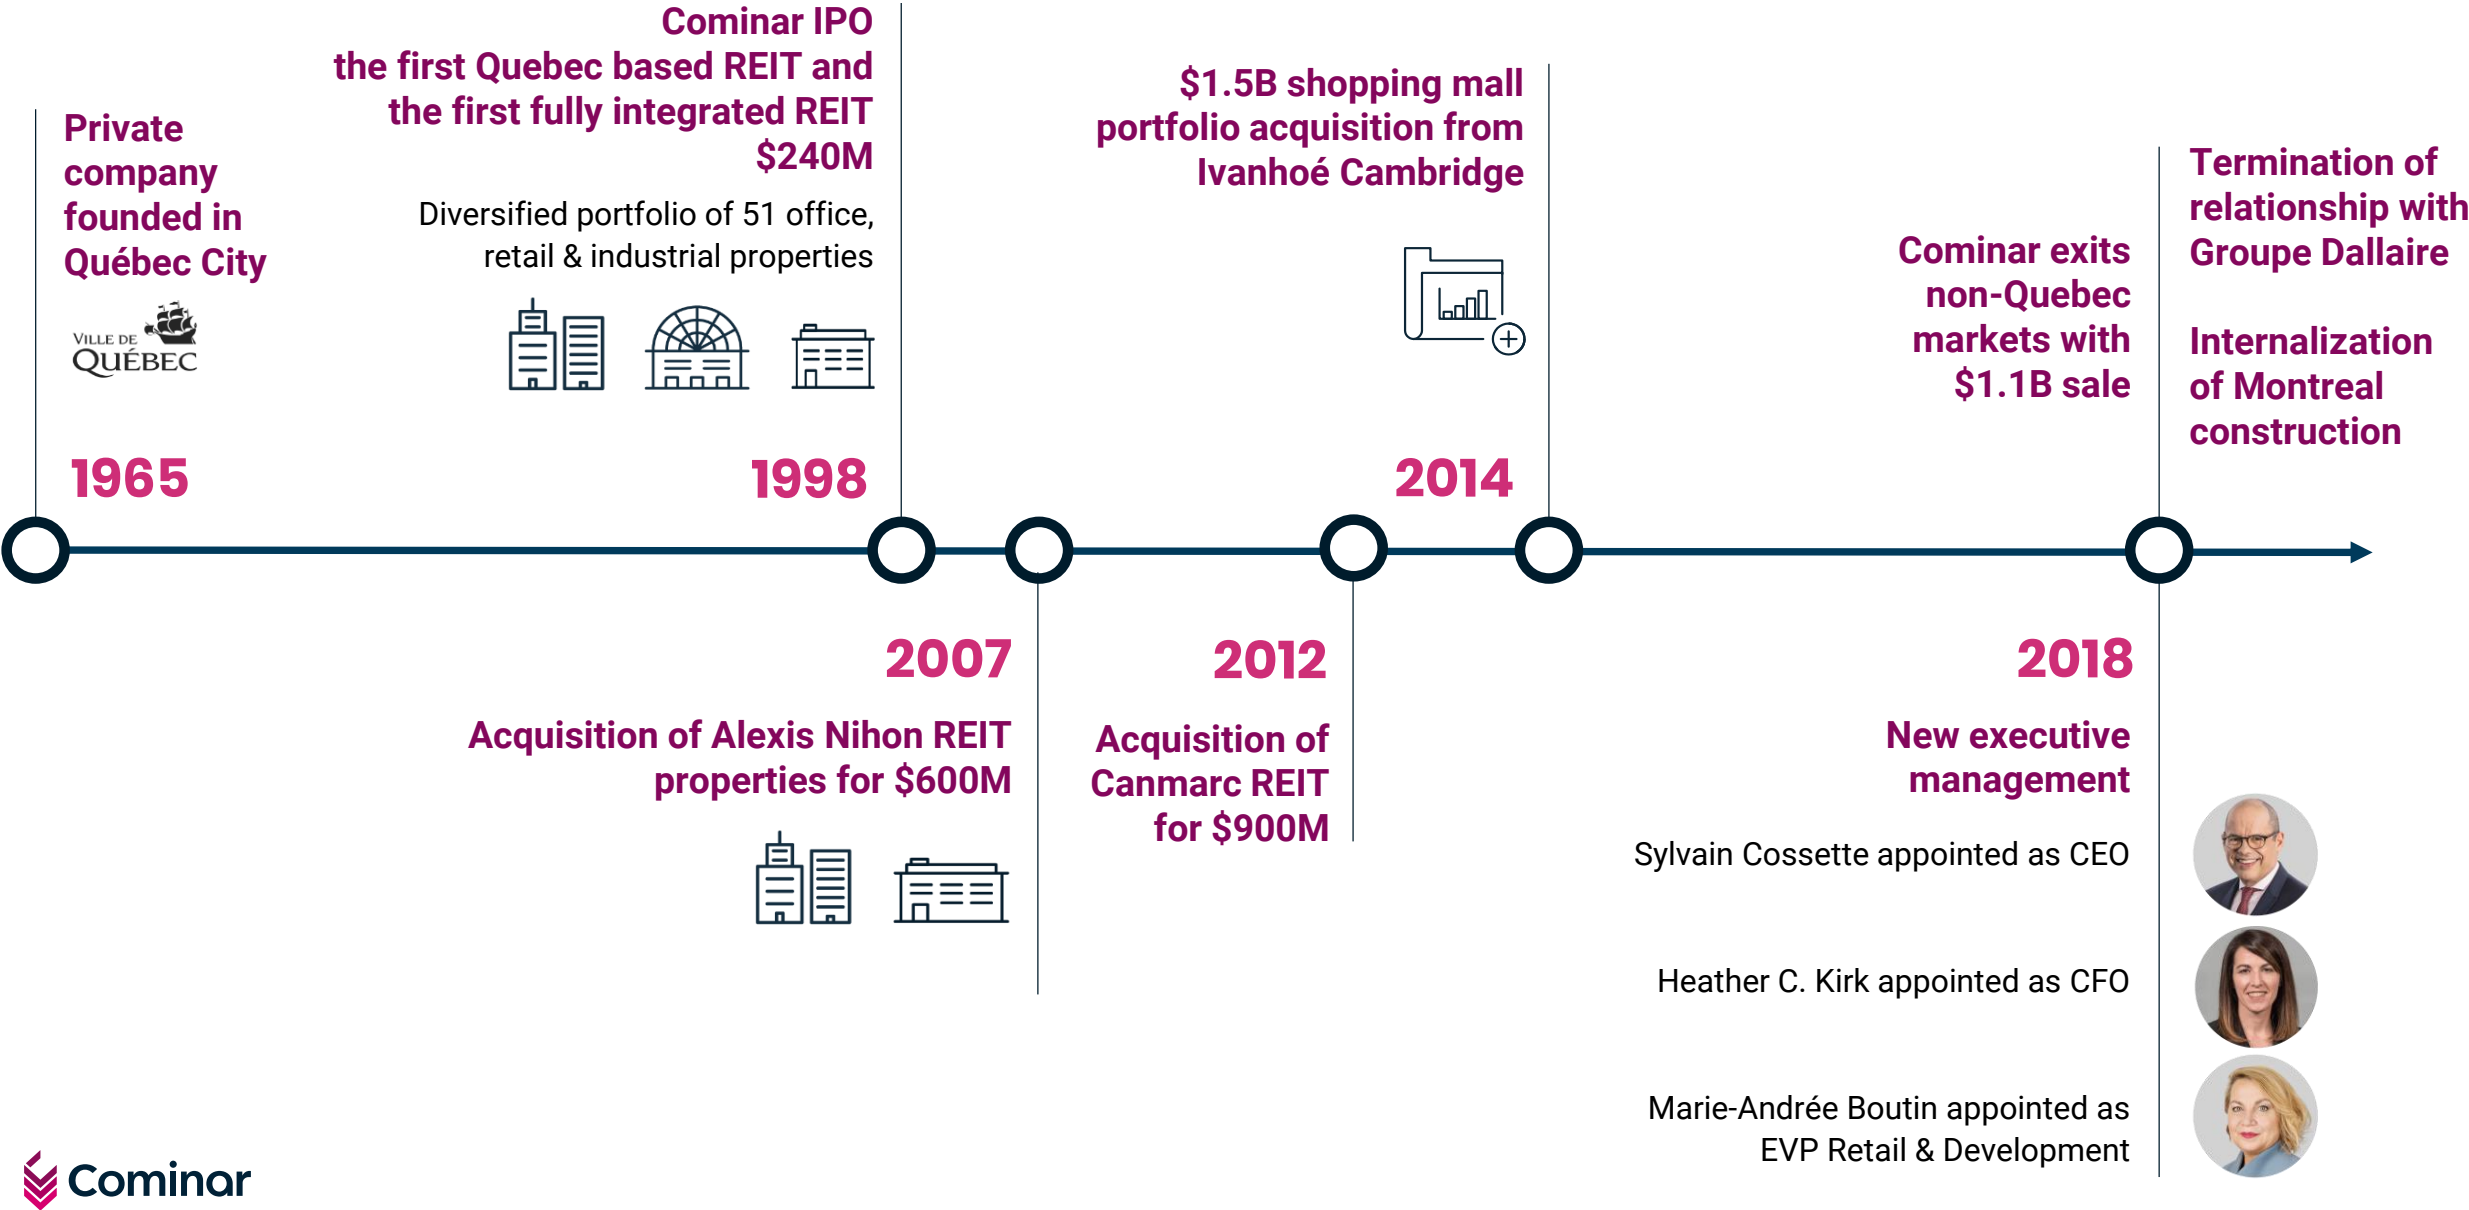 Private
company
founded in
Québec City
VILLE DE
QUÉBEC
1965
Cominar IPO
the first Quebec based REIT and
the first fully integrated REIT
$240M
Diversified portfolio of 51 office,
retail & industrial properties
1998
2007
Acquisition of Alexis Nihon REIT
properties for $600M
2012
Acquisition of
Canmarc REIT
for $900M
$1.5B shopping mall
portfolio acquisition from
Ivanhoé Cambridge
2014
Cominar exits
non-Quebec
markets with
$1.1B sale
Termination of
relationship with
Groupe Dallaire
Internalization
of Montreal
construction
2018
New executive
management
Sylvain Cossette appointed as CEO
Heather C. Kirk appointed as CFO
Marie-Andrée Boutin appointed as
EVP Retail & Development
Cominar